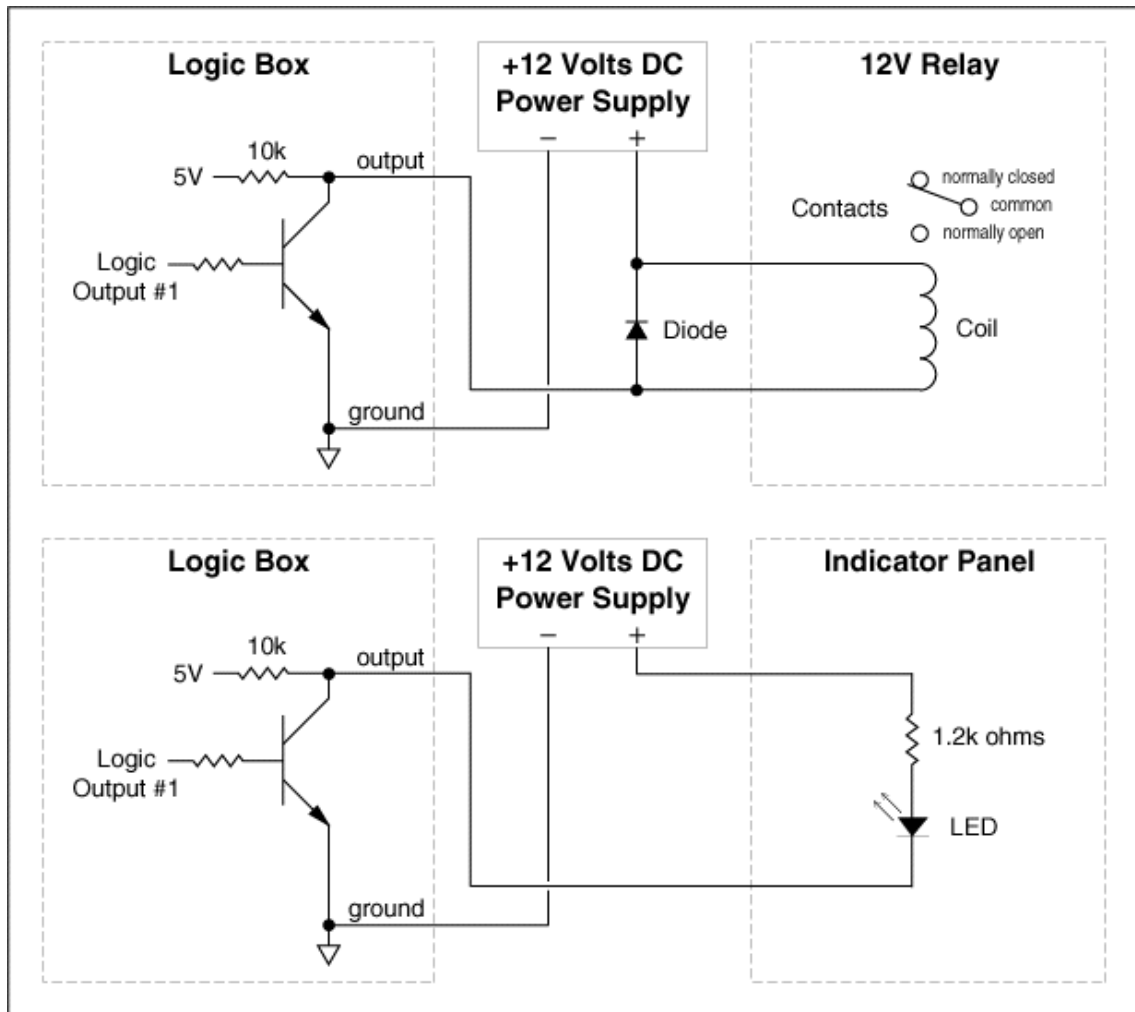 Logic Box
+12 Volts DC
Power Supply
− +
12V Relay
10k
output
5V
normally closed
Contacts
common
normally open
Logic
Output #1
Diode
Coil
ground
Logic Box
+12 Volts DC
Power Supply
− +
Indicator Panel
10k
output
5V
1.2k ohms
Logic
Output #1
LED
ground